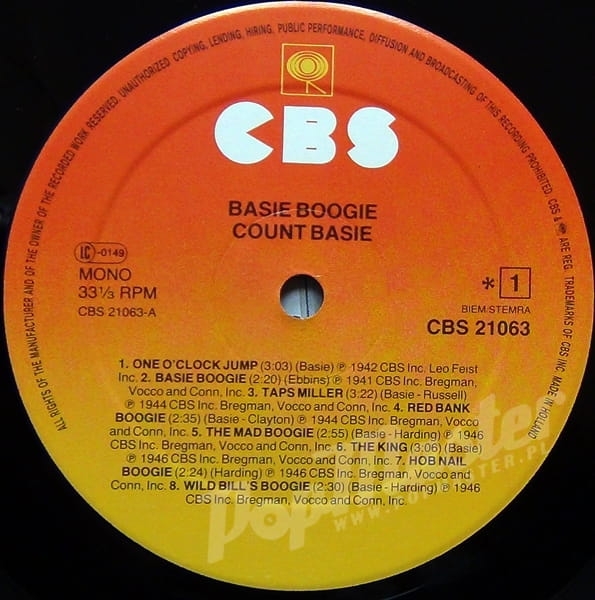 ALL RIGHTS OF THE MANUFACTURER AND OF THE OWNER OF THE RECORDED WORK RESERVED. UNAUTHORIZED COPYING, LENDING, HIRING, PUBLIC PERFORMANCE, DIFFUSION AND BROADCASTING OF THIS RECORDING PROHIBITED. CBS & ARE REG. TRADEMARKS OF CBS INC. MADE IN HOLLAND
CBS
BASIE BOOGIE
COUNT BASIE
LC-0149
MONO
33⅓ RPM
CBS 21063-A
* 1
BIEM/STEMRA
CBS 21063
1. ONE O'CLOCK JUMP (3:03) (Basie) ℗ 1942 CBS Inc. Leo Feist
Inc. 2. BASIE BOOGIE (2:20) (Ebbins) ℗ 1941 CBS Inc. Bregman,
Vocco and Conn, Inc. 3. TAPS MILLER (3:22) (Basie - Russell)
℗ 1944 CBS Inc. Bregman, Vocco and Conn, Inc. 4. RED BANK
BOOGIE (2:35) (Basie - Clayton) ℗ 1944 CBS Inc. Bregman, Vocco
and Conn, Inc. 5. THE MAD BOOGIE (2:55) (Basie - Harding) ℗ 1946
CBS Inc. Bregman, Vocco and Conn, Inc. 6. THE KING (3:06) (Basie)
℗ 1946 CBS Inc. Bregman, Vocco and Conn, Inc. 7. HOB NAIL
BOOGIE (2:24) (Harding) ℗ 1946 CBS Inc. Bregman, Vocco and Conn,
Inc. 8. WILD BILL'S BOOGIE (2:30) (Basie - Harding) ℗ 1946
CBS Inc. Bregman, Vocco and Conn, Inc.